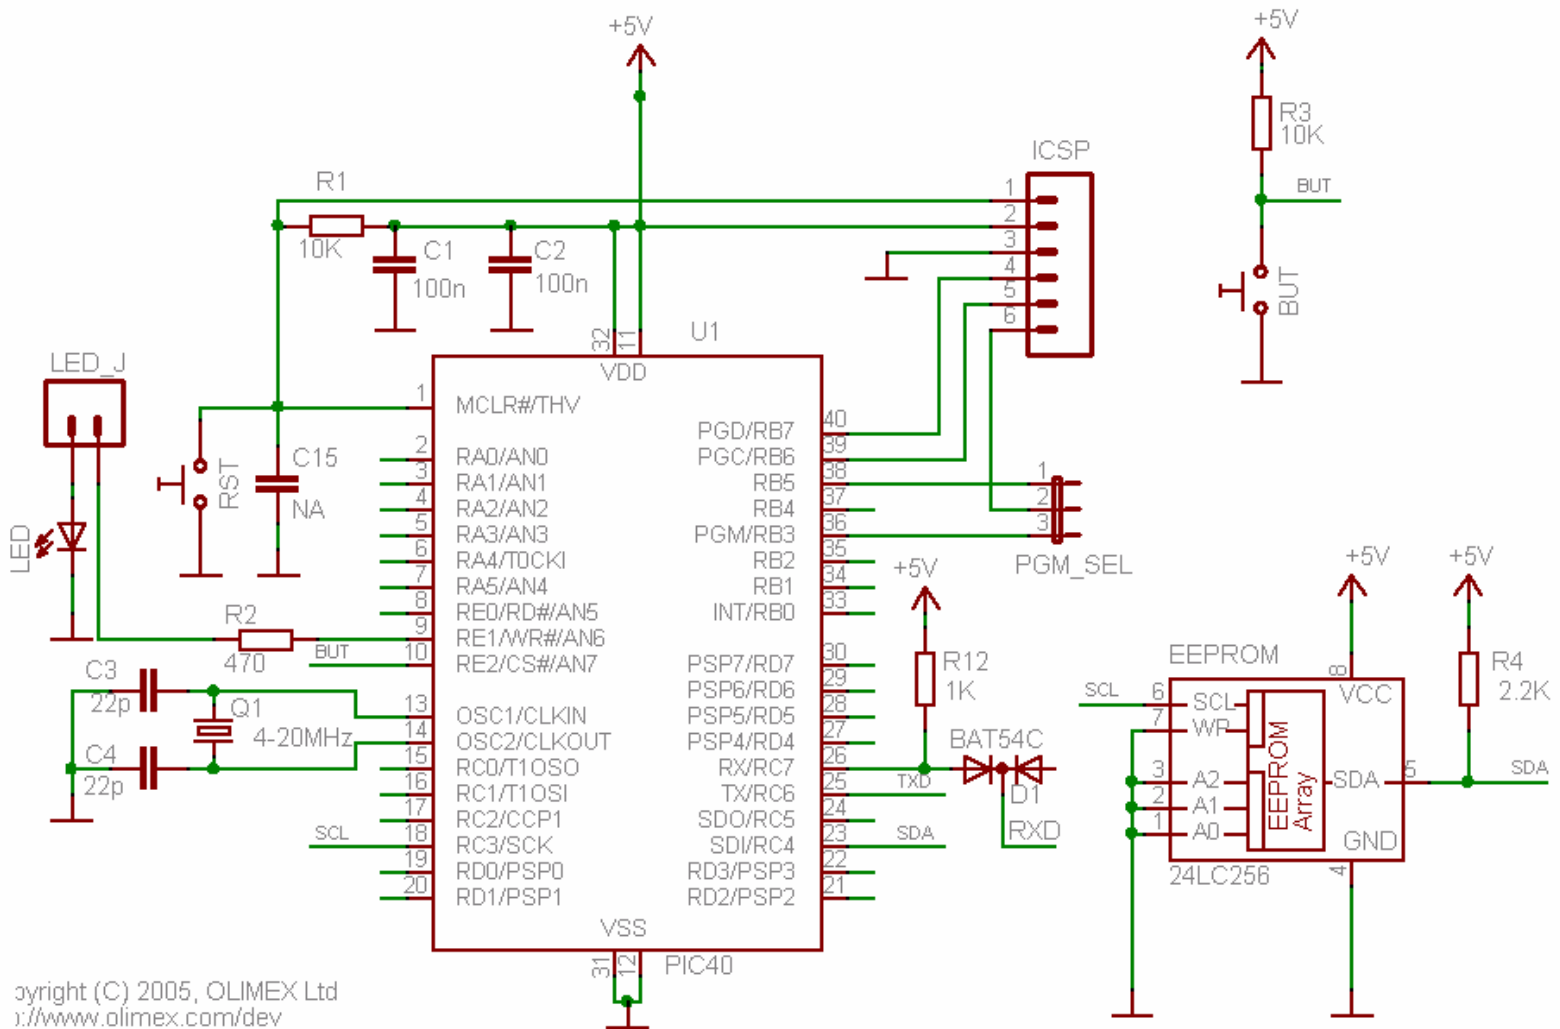 +5V
+5V
R3
10K
BUT
BUT
ICSP
1
2
3
4
5
6
R1
10K
C1
100n
C2
100n
U1
32
11
VDD
LED_J
LED
RST
C15
NA
R2
470
BUT
C3
22p
C4
22p
Q1
4-20MHz
SCL
1 MCLR#/THV
2 RA0/AN0
3 RA1/AN1
4 RA2/AN2
5 RA3/AN3
6 RA4/T0CKI
7 RA5/AN4
8 RE0/RD#/AN5
9 RE1/WR#/AN6
10 RE2/CS#/AN7
13 OSC1/CLKIN
14 OSC2/CLKOUT
15 RC0/T1OSO
16 RC1/T1OSI
17 RC2/CCP1
18 RC3/SCK
19 RD0/PSP0
20 RD1/PSP1
PGD/RB7 40
PGC/RB6 39
RB5 38
RB4 37
PGM/RB3 36
RB2 35
RB1 34
INT/RB0 33
PSP7/RD7 30
PSP6/RD6 29
PSP5/RD5 28
PSP4/RD4 27
RX/RC7 26
TX/RC6 25
SDO/RC5 24
SDI/RC4 23
RD3/PSP3 22
RD2/PSP2 21
VSS
31
12
PIC40
1
2
3
PGM_SEL
+5V
R12
1K
BAT54C
D1
TXD
RXD
SDA
+5V
+5V
EEPROM
R4
2.2K
8
VCC
SCL 6 SCL
7 WP
3 A2
2 A1
1 A0
EEPROM
Array
SDA 5 SDA
GND
4
24LC256
pyright (C) 2005, OLIMEX Ltd
://www.olimex.com/dev